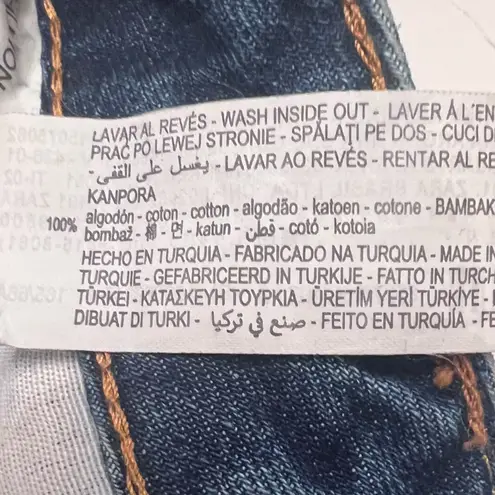 LAVAR AL REVÉS - WASH INSIDE OUT - LAVER À L'EN
PRAĆ PO LEWEJ STRONIE - SPĂLAŢI PE DOS - CUCI D
يغسل على القفى - LAVAR AO REVÉS - RENTAR AL RE
KANPORA
100% algodón - coton - cotton - algodão - katoen - cotone - BAMBAK
bombaž - 棉 - 면 - katun - قطن - cotó - kotoia
HECHO EN TURQUIA - FABRICADO NA TURQUIA - MADE IN
TURQUIE - GEFABRICEERD IN TURKIJE - FATTO IN TURCH
TÜRKEI - ΚΑΤΑΣΚΕΥΗ ΤΟΥΡΚΙΑ - ÜRETİM YERİ TÜRKİYE -
DIBUAT DI TURKI - صنع في تركيا - FEITO EN TURQUÍA - FE